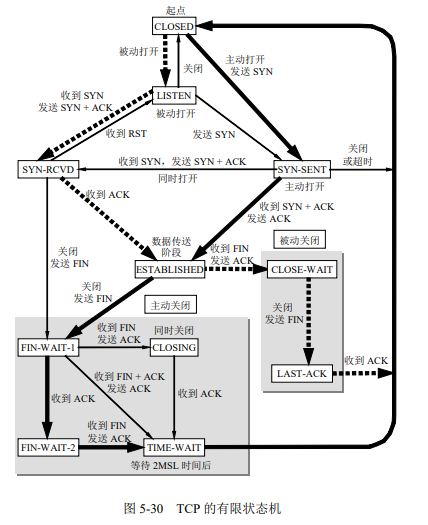 起点
CLOSED
被动打开
关闭
主动打开
发送 SYN
LISTEN
被动打开
收到 SYN
发送 SYN + ACK
收到 RST
发送 SYN
收到 SYN，发送 SYN + ACK
同时打开
SYN-RCVD
SYN-SENT
主动打开
关闭
或超时
收到 ACK
收到 SYN + ACK
发送 ACK
数据传送
阶段
ESTABLISHED
收到 FIN
发送 ACK
被动关闭
CLOSE-WAIT
关闭
发送 FIN
关闭
发送 FIN
主动关闭
关闭
发送 FIN
LAST-ACK
收到 ACK
FIN-WAIT-1
收到 FIN
发送 ACK
同时关闭
CLOSING
收到 ACK
收到 FIN + ACK
发送 ACK
收到 ACK
FIN-WAIT-2
收到 FIN
发送 ACK
TIME-WAIT
等待 2MSL 时间后
图 5-30 TCP 的有限状态机